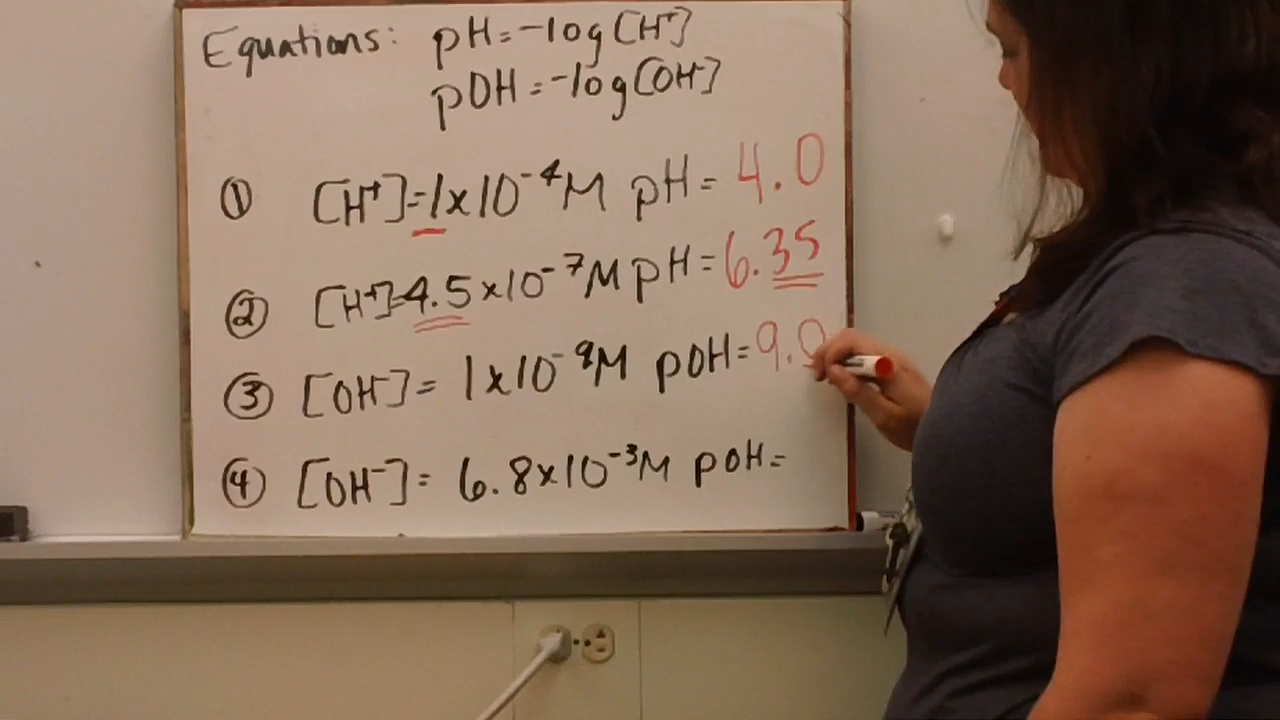 Equations: pH=-log[H⁺]
pOH=-log[OH⁻]
① [H⁺]=1x10⁻⁴M pH=4.0
② [H⁺]=4.5x10⁻⁷M pH=6.35
③ [OH⁻]=1x10⁻⁹M pOH=9.0
④ [OH⁻]=6.8x10⁻³M pOH=